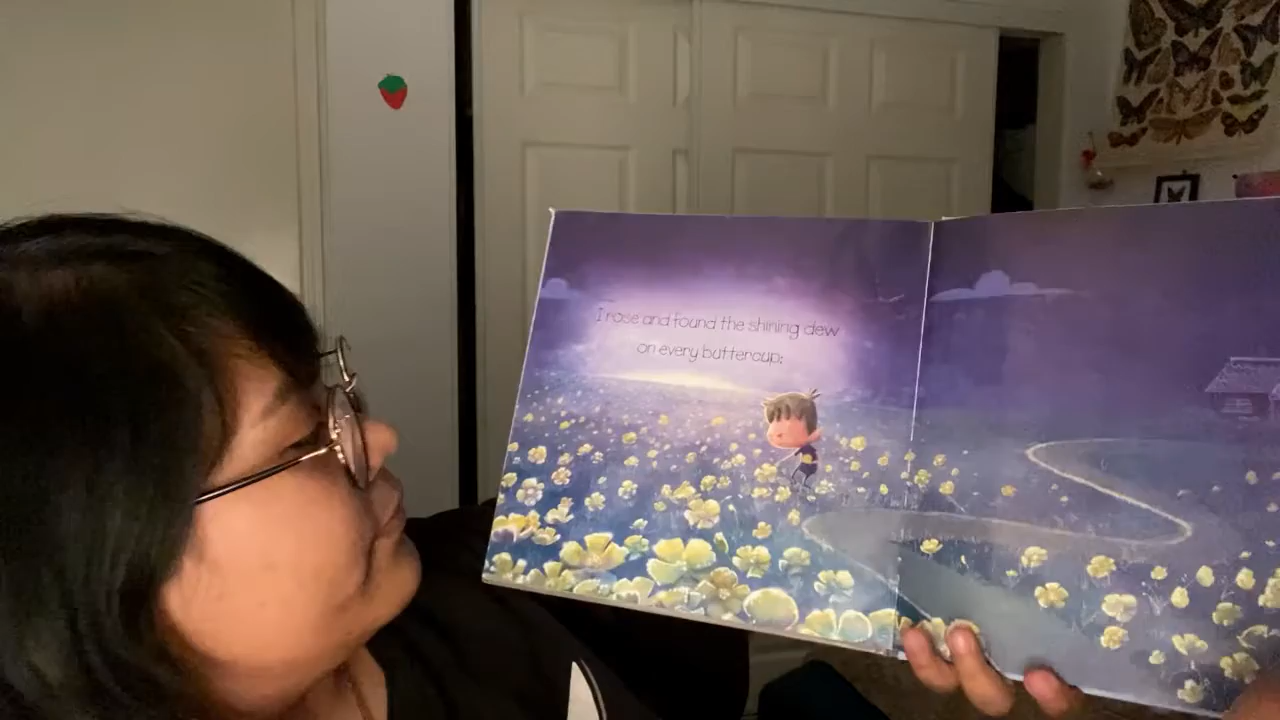 I rose and found the shining dew
on every buttercup;